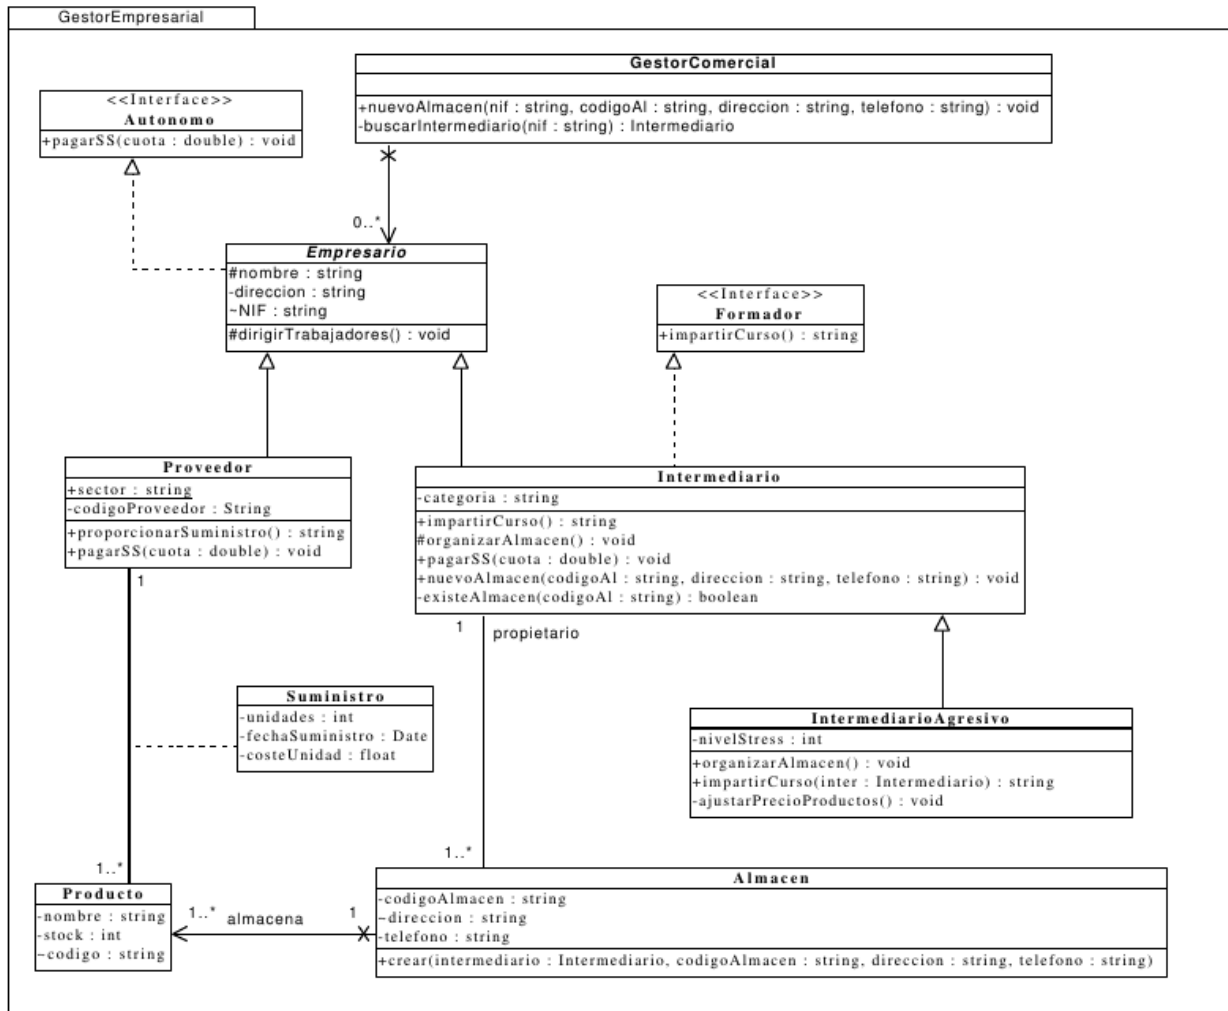 GestorEmpresarial
GestorComercial
+nuevoAlmacen(nif : string, codigoAl : string, direccion : string, telefono : string) : void
-buscarIntermediario(nif : string) : Intermediario
<<Interface>>
Autonomo
+pagarSS(cuota : double) : void
0..*
Empresario
#nombre : string
-direccion : string
~NIF : string
#dirigirTrabajadores() : void
<<Interface>>
Formador
+impartirCurso() : string
Proveedor
+sector : string
-codigoProveedor : String
+proporcionarSuministro() : string
+pagarSS(cuota : double) : void
1
Intermediario
-categoria : string
+impartirCurso() : string
#organizarAlmacen() : void
+pagarSS(cuota : double) : void
+nuevoAlmacen(codigoAl : string, direccion : string, telefono : string) : void
-existeAlmacen(codigoAl : string) : boolean
1
propietario
Suministro
-unidades : int
-fechaSuministro : Date
-costeUnidad : float
IntermediarioAgresivo
-nivelStress : int
+organizarAlmacen() : void
+impartirCurso(inter : Intermediario) : string
-ajustarPrecioProductos() : void
1..*
1..*
Producto
-nombre : string
-stock : int
~codigo : string
1..*
almacena
1
Almacen
-codigoAlmacen : string
~direccion : string
-telefono : string
+crear(intermediario : Intermediario, codigoAlmacen : string, direccion : string, telefono : string)